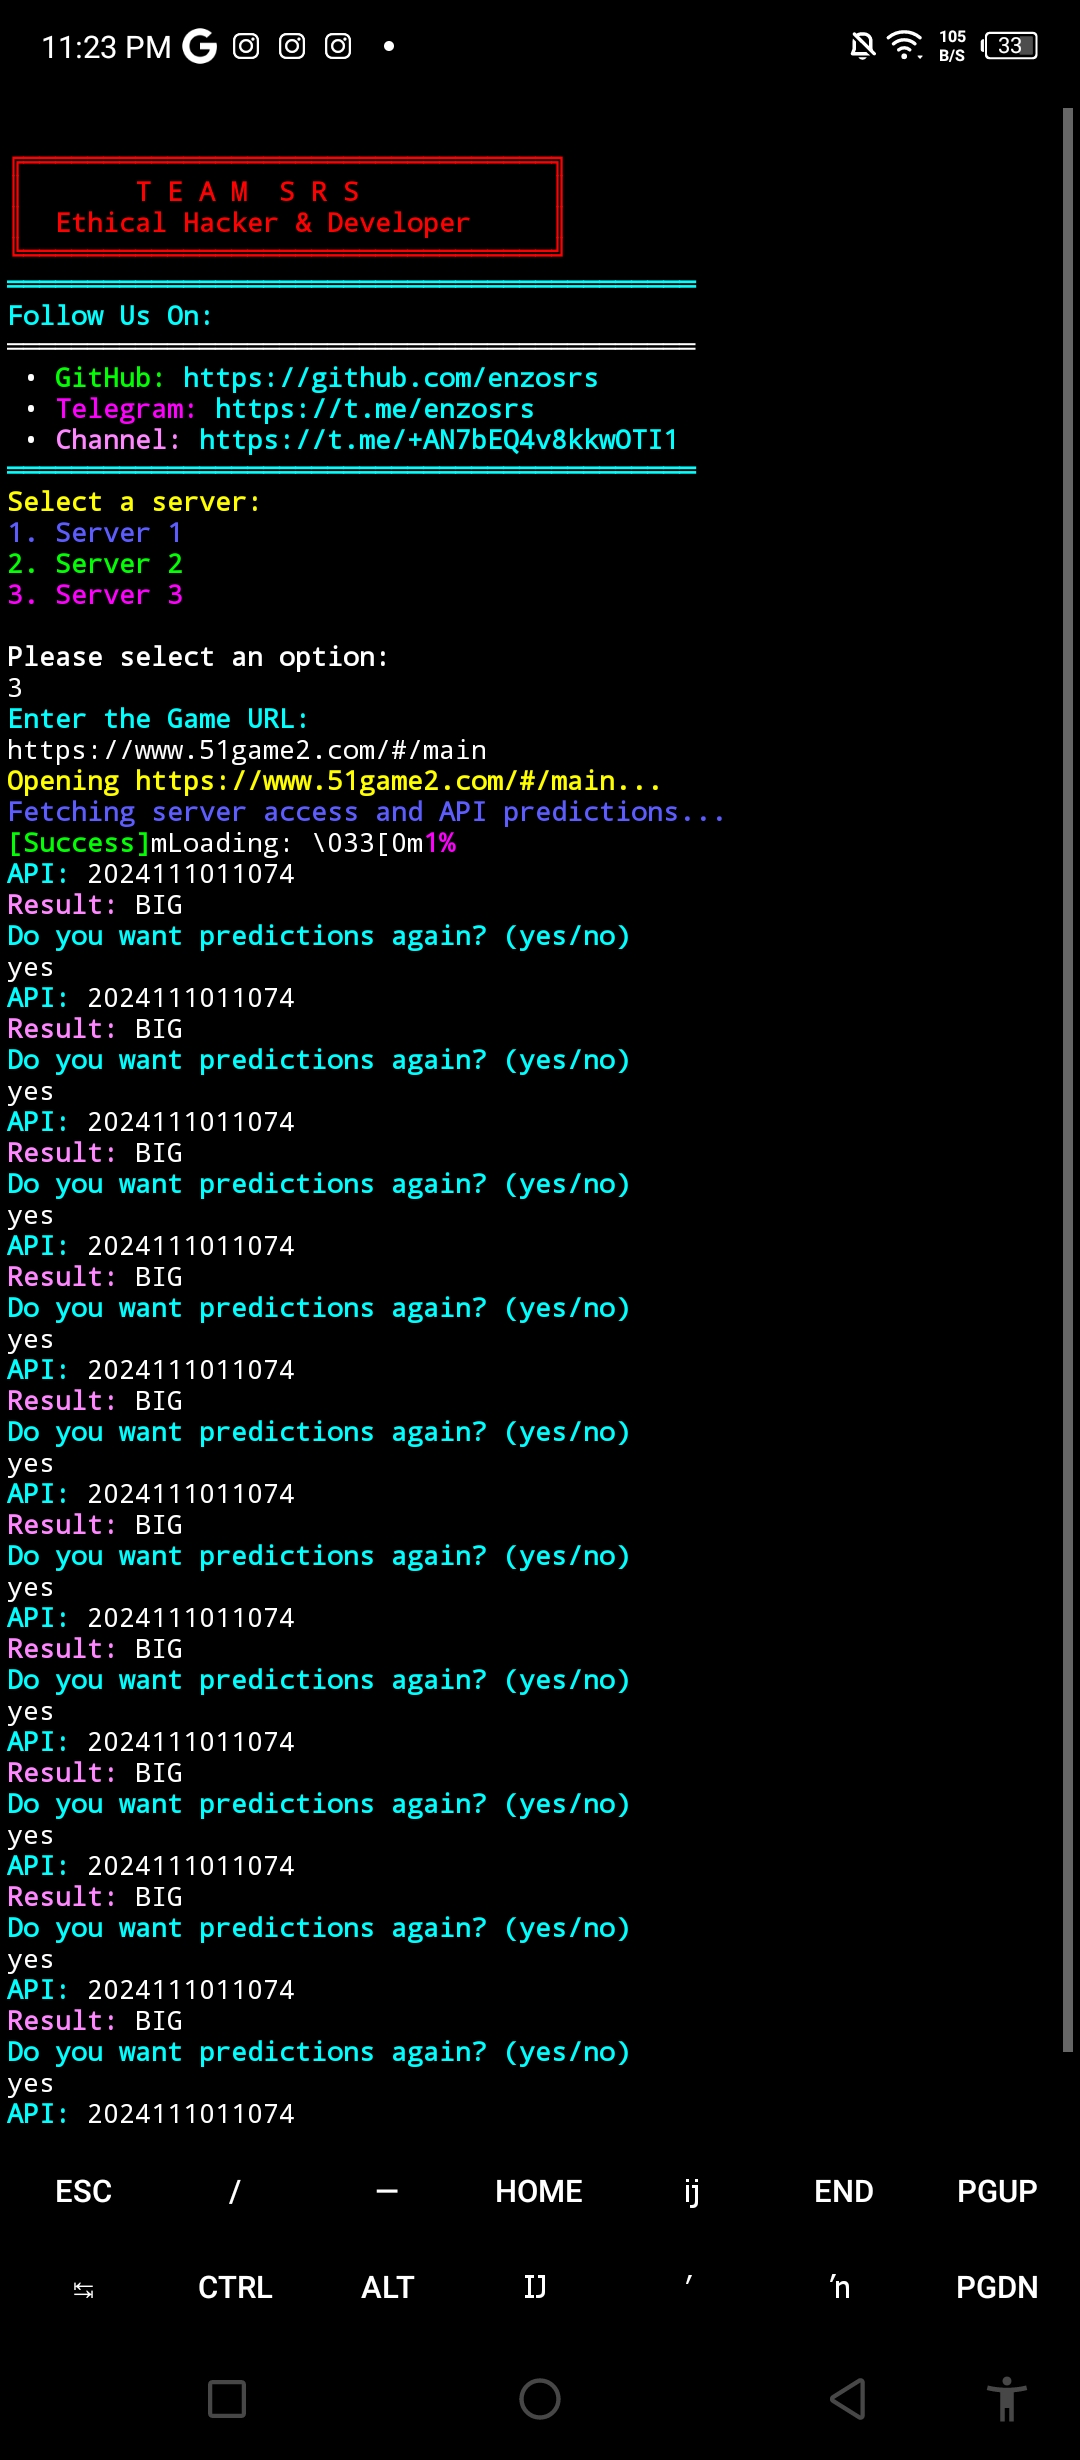 11:23 PM
105
B/S
33
T E A M  S R S
Ethical Hacker & Developer
Follow Us On:
• GitHub: https://github.com/enzosrs
• Telegram: https://t.me/enzosrs
• Channel: https://t.me/+AN7bEQ4v8kkwOTI1
Select a server:
1. Server 1
2. Server 2
3. Server 3
Please select an option:
3
Enter the Game URL:
https://www.51game2.com/#/main
Opening https://www.51game2.com/#/main...
Fetching server access and API predictions...
[Success]mLoading: \033[0m1%
API: 2024111011074
Result: BIG
Do you want predictions again? (yes/no)
yes
API: 2024111011074
Result: BIG
Do you want predictions again? (yes/no)
yes
API: 2024111011074
Result: BIG
Do you want predictions again? (yes/no)
yes
API: 2024111011074
Result: BIG
Do you want predictions again? (yes/no)
yes
API: 2024111011074
Result: BIG
Do you want predictions again? (yes/no)
yes
API: 2024111011074
Result: BIG
Do you want predictions again? (yes/no)
yes
API: 2024111011074
Result: BIG
Do you want predictions again? (yes/no)
yes
API: 2024111011074
Result: BIG
Do you want predictions again? (yes/no)
yes
API: 2024111011074
Result: BIG
Do you want predictions again? (yes/no)
yes
API: 2024111011074
Result: BIG
Do you want predictions again? (yes/no)
yes
API: 2024111011074
ESC / — HOME ĳ END PGUP
↹ CTRL ALT Ĳ ′ ŉ PGDN